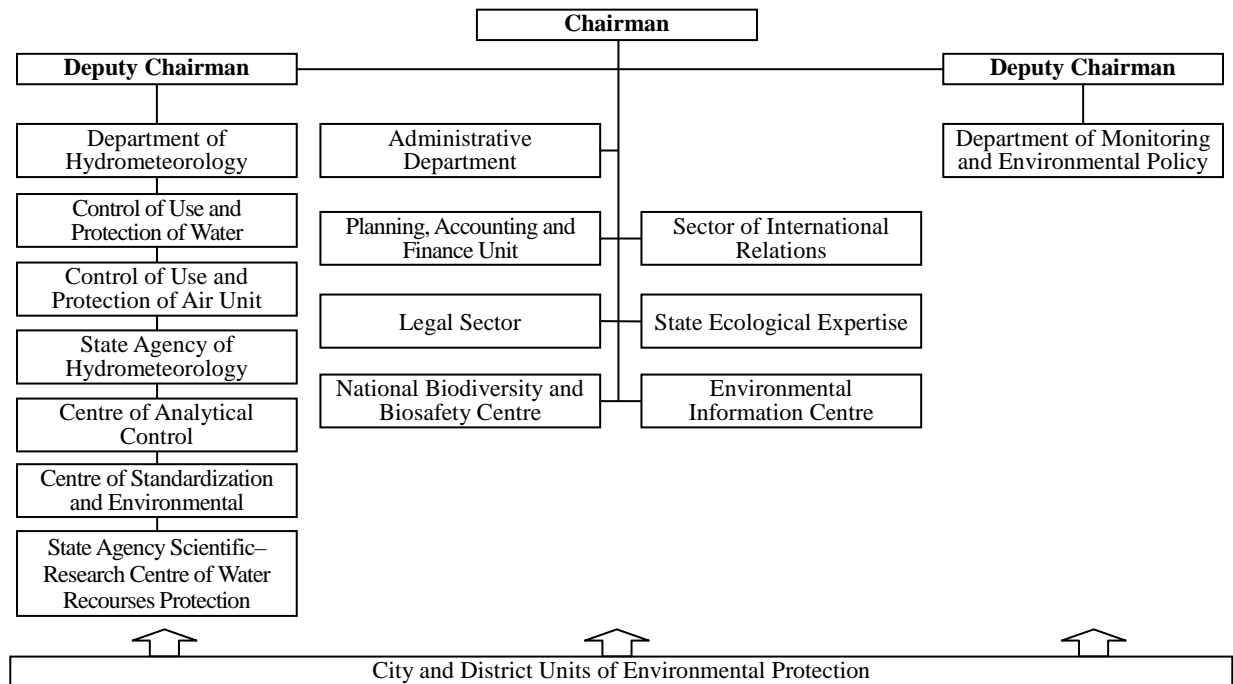 Chairman
Deputy Chairman
Deputy Chairman
Department of
Hydrometeorology
Control of Use and
Protection of Water
Control of Use and
Protection of Air Unit
State Agency of
Hydrometeorology
Centre of Analytical
Control
Centre of Standardization
and Environmental
State Agency Scientific–
Research Centre of Water
Recourses Protection
Administrative
Department
Planning, Accounting and
Finance Unit
Legal Sector
National Biodiversity and
Biosafety Centre
Sector of International
Relations
State Ecological Expertise
Environmental
Information Centre
Department of Monitoring
and Environmental Policy
City and District Units of Environmental Protection